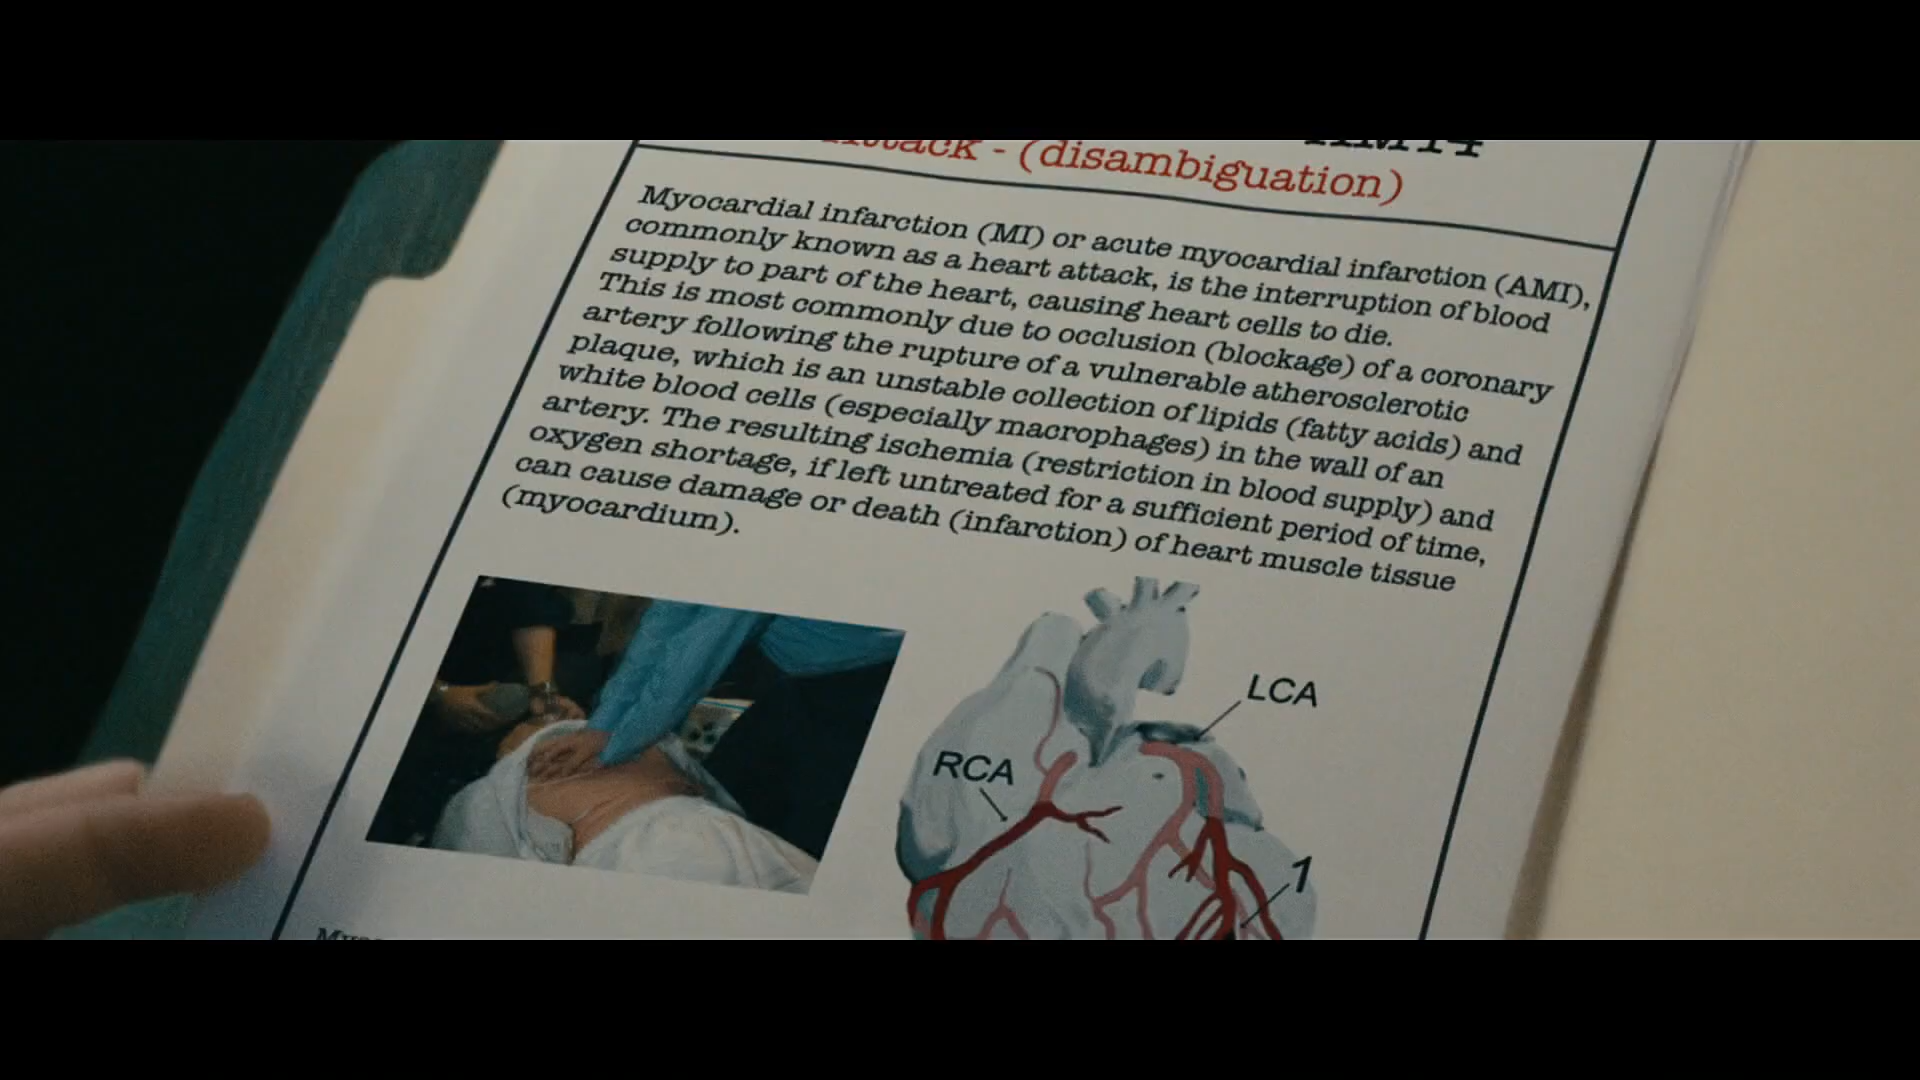 Attack - (disambiguation)
Myocardial infarction (MI) or acute myocardial infarction (AMI),
commonly known as a heart attack, is the interruption of blood
supply to part of the heart, causing heart cells to die.
This is most commonly due to occlusion (blockage) of a coronary
artery following the rupture of a vulnerable atherosclerotic
plaque, which is an unstable collection of lipids (fatty acids) and
white blood cells (especially macrophages) in the wall of an
artery. The resulting ischemia (restriction in blood supply) and
oxygen shortage, if left untreated for a sufficient period of time,
can cause damage or death (infarction) of heart muscle tissue
(myocardium).
LCA
RCA
1